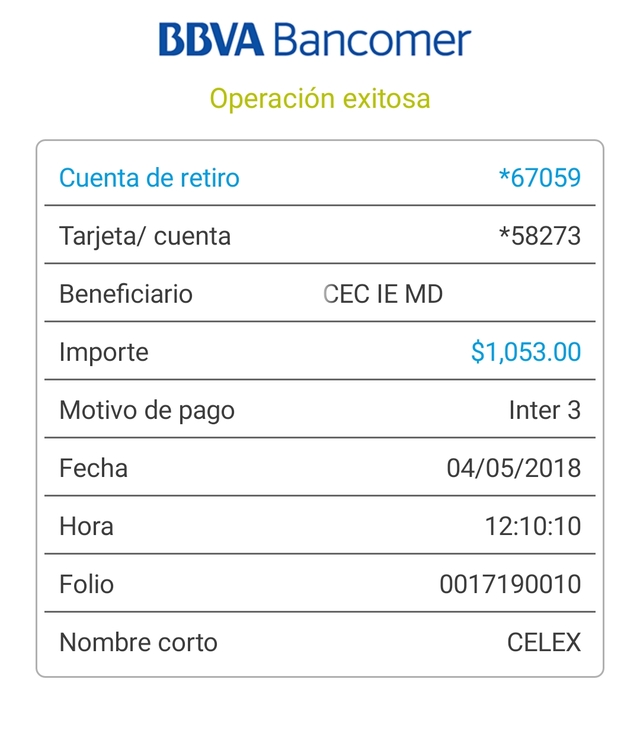 BBVA Bancomer
Operación exitosa
Cuenta de retiro *67059
Tarjeta/ cuenta *58273
Beneficiario CEC IE MD
Importe $1,053.00
Motivo de pago Inter 3
Fecha 04/05/2018
Hora 12:10:10
Folio 0017190010
Nombre corto CELEX